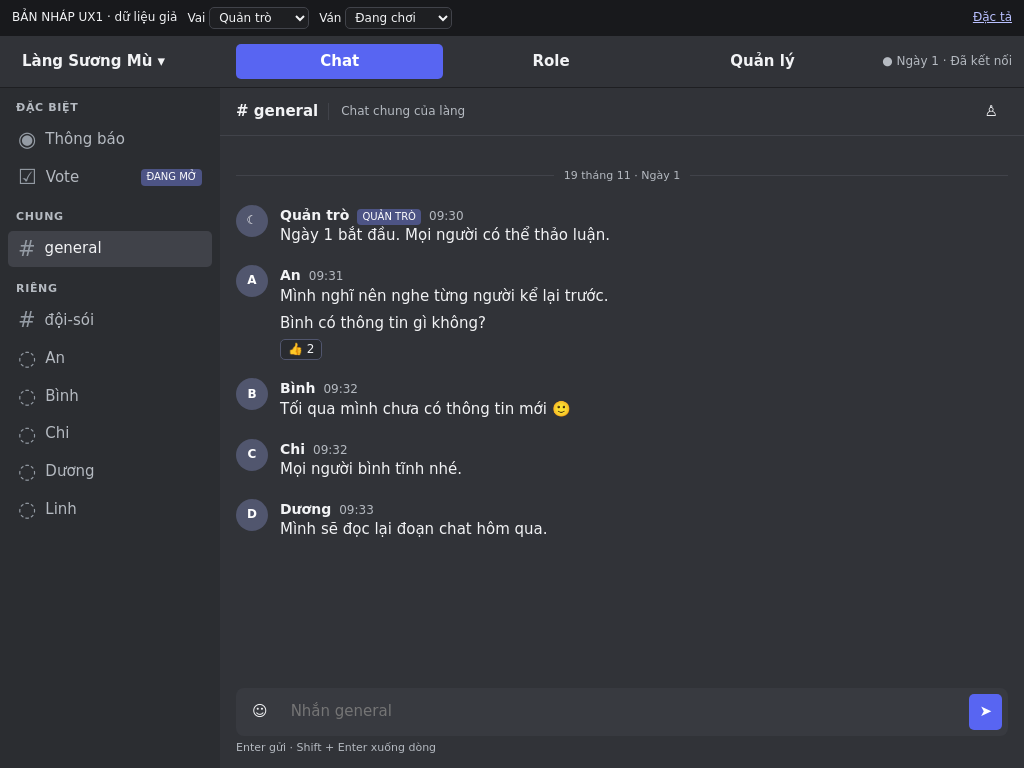 BẢN NHÁP UX1 · dữ liệu giả Vai Quản trò Ván Đang chơi Đặc tả
Làng Sương Mù ▾ Chat Role Quản lý ● Ngày 1 · Đã kết nối
ĐẶC BIỆT
Thông báo
Vote ĐANG MỞ
CHUNG
# general
RIÊNG
# đội-sói
An
Bình
Chi
Dương
Linh
# general Chat chung của làng
19 tháng 11 · Ngày 1
Quản trò QUẢN TRÒ 09:30
Ngày 1 bắt đầu. Mọi người có thể thảo luận.
A An 09:31
Mình nghĩ nên nghe từng người kể lại trước.
Bình có thông tin gì không?
👍 2
B Bình 09:32
Tối qua mình chưa có thông tin mới 🙂
C Chi 09:32
Mọi người bình tĩnh nhé.
D Dương 09:33
Mình sẽ đọc lại đoạn chat hôm qua.
Nhắn general
Enter gửi · Shift + Enter xuống dòng